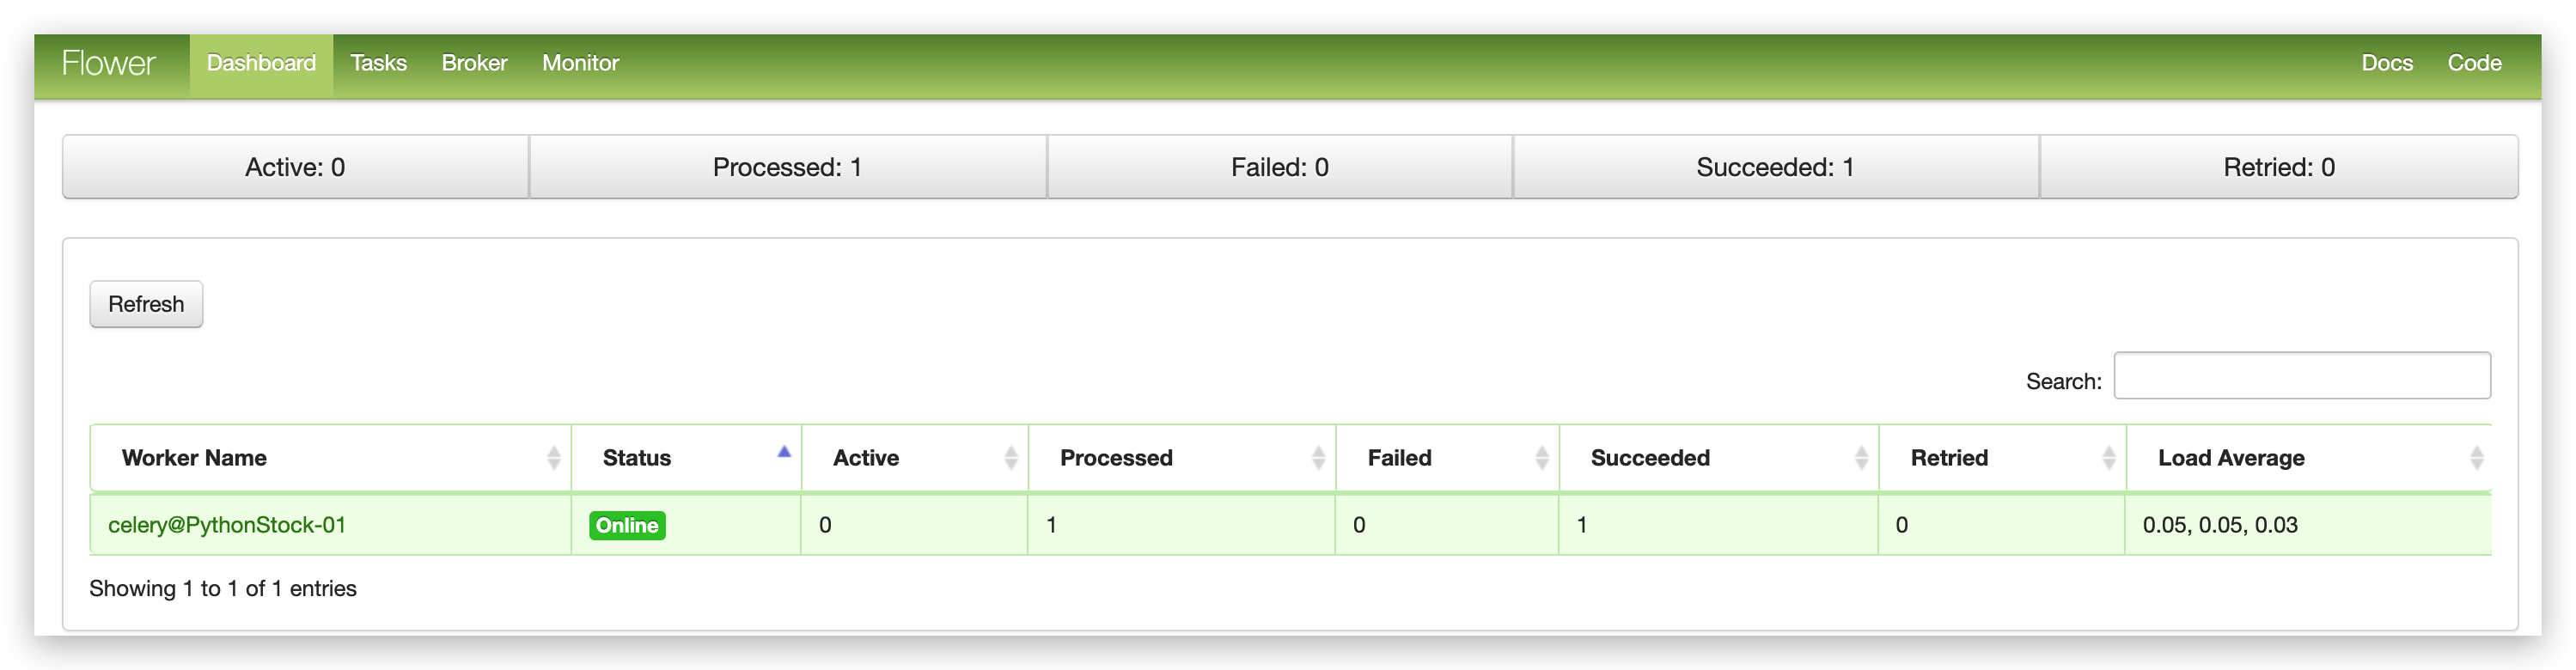 Flower Dashboard Tasks Broker Monitor Docs Code
Active: 0 Processed: 1 Failed: 0 Succeeded: 1 Retried: 0
Refresh
Search:
Worker Name Status Active Processed Failed Succeeded Retried Load Average
celery@PythonStock-01 Online 0 1 0 1 0 0.05, 0.05, 0.03
Showing 1 to 1 of 1 entries